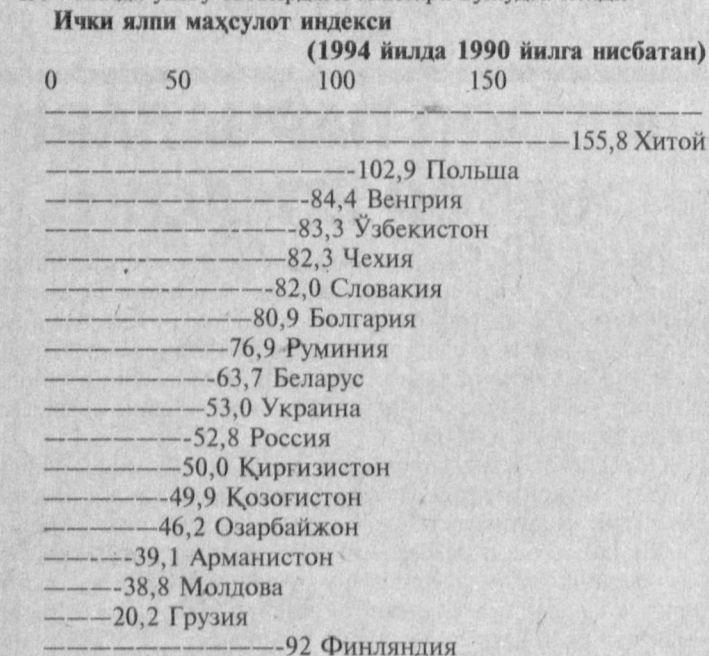 Ички ялпи маҳсулот индекси
(1994 йилда 1990 йилга нисбатан)
0 50 100 150
155,8 Хитой
102,9 Польша
84,4 Венгрия
83,3 Ўзбекистон
82,3 Чехия
82,0 Словакия
80,9 Болгария
76,9 Руминия
63,7 Беларус
53,0 Украина
52,8 Россия
50,0 Қирғизистон
49,9 Қозоғистон
46,2 Озарбайжон
39,1 Арманистон
38,8 Молдова
20,2 Грузия
92 Финляндия